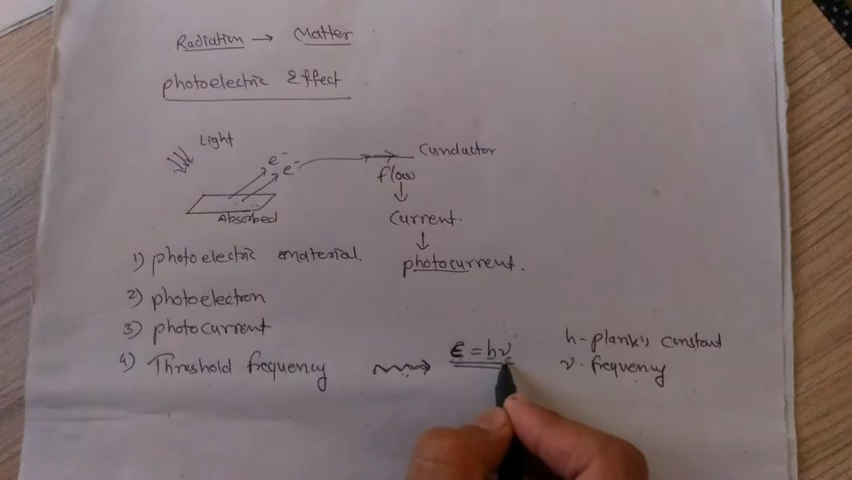 Radiation → Matter
photoelectric Effect
Light
e⁻
e⁻
Conductor
flow
Absorbed
Current.
photocurrent.
1) photoelectric material.
2) photoelectron
3) photocurrent
4) Threshold frequency
E = hν
h - plank's constant
ν - frequency